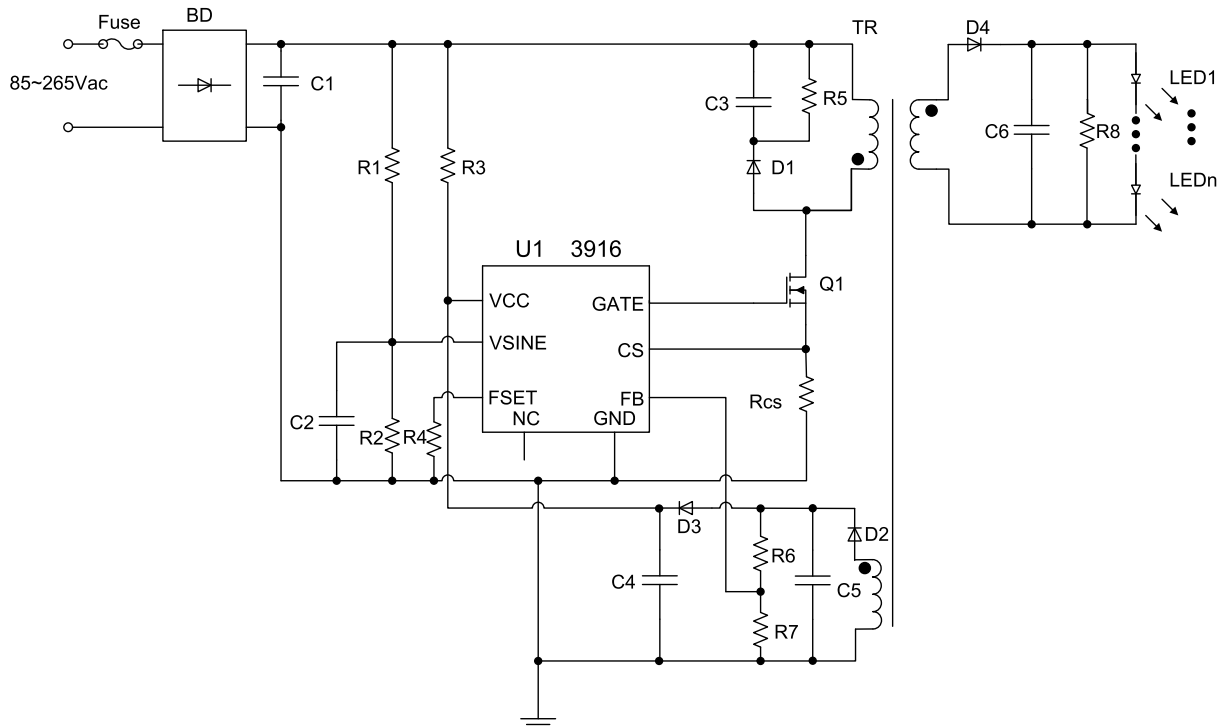 Fuse
BD
TR
D4
85~265Vac
C1
C3
R5
C6
R8
LED1
R1
R3
D1
LEDn
U1 3916
Q1
VCC
GATE
VSINE
CS
FSET
FB
Rcs
NC
GND
C2
R2
R4
D3
D2
R6
C4
C5
R7